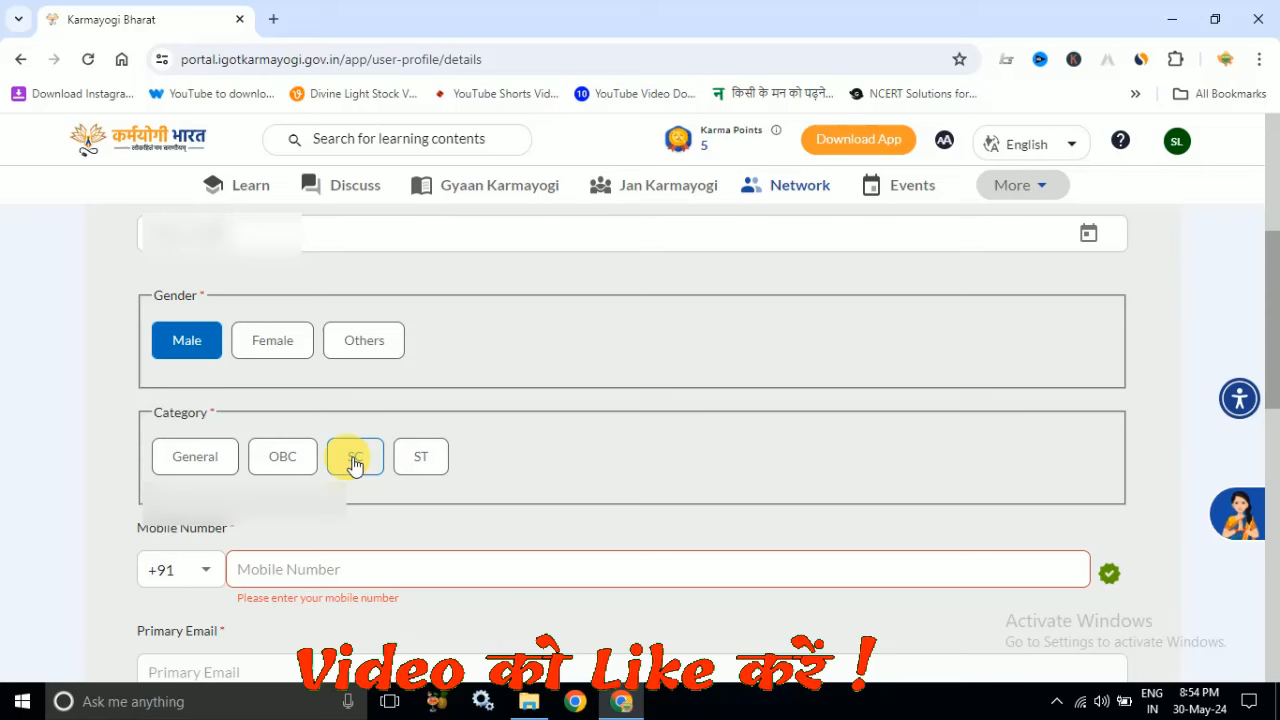 Karmayogi Bharat
portal.igotkarmayogi.gov.in/app/user-profile/details
Download Instagra...
YouTube to downlo...
Divine Light Stock V...
YouTube Shorts Vid...
YouTube Video Do...
किसी के मन को पढ़ने...
NCERT Solutions for...
All Bookmarks
कर्मयोगी भारत
Search for learning contents
Karma Points
5
Download App
AA
English
SL
Learn
Discuss
Gyaan Karmayogi
Jan Karmayogi
Network
Events
More
Gender *
Male
Female
Others
Category *
General
OBC
SC
ST
Mobile Number *
+91
Mobile Number
Please enter your mobile number
Primary Email *
Primary Email
Activate Windows
Go to Settings to activate Windows.
Video को Like करें !
Ask me anything
ENG
IN
8:54 PM
30-May-24